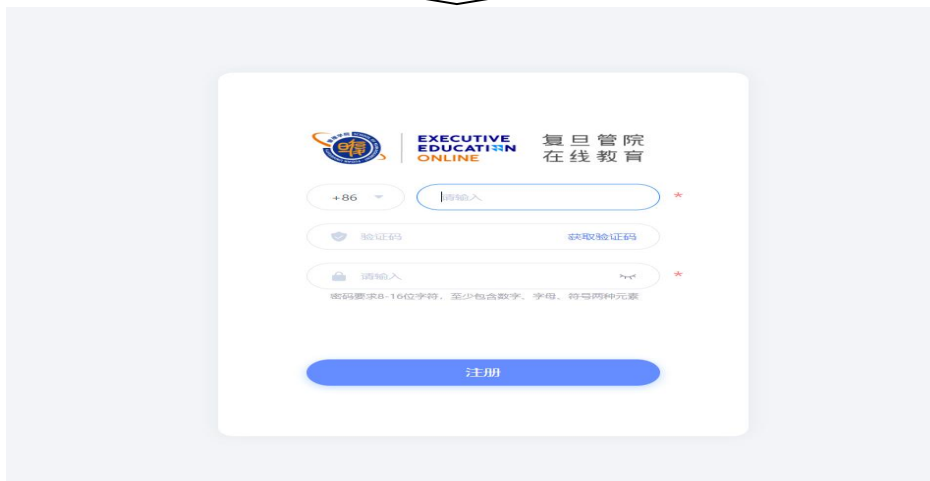 EXECUTIVE
EDUCATION
ONLINE
复旦管院
在线教育
+86
请输入
*
验证码
获取验证码
请输入
*
密码要求8-16位字符，至少包含数字、字母、符号两种元素
注册